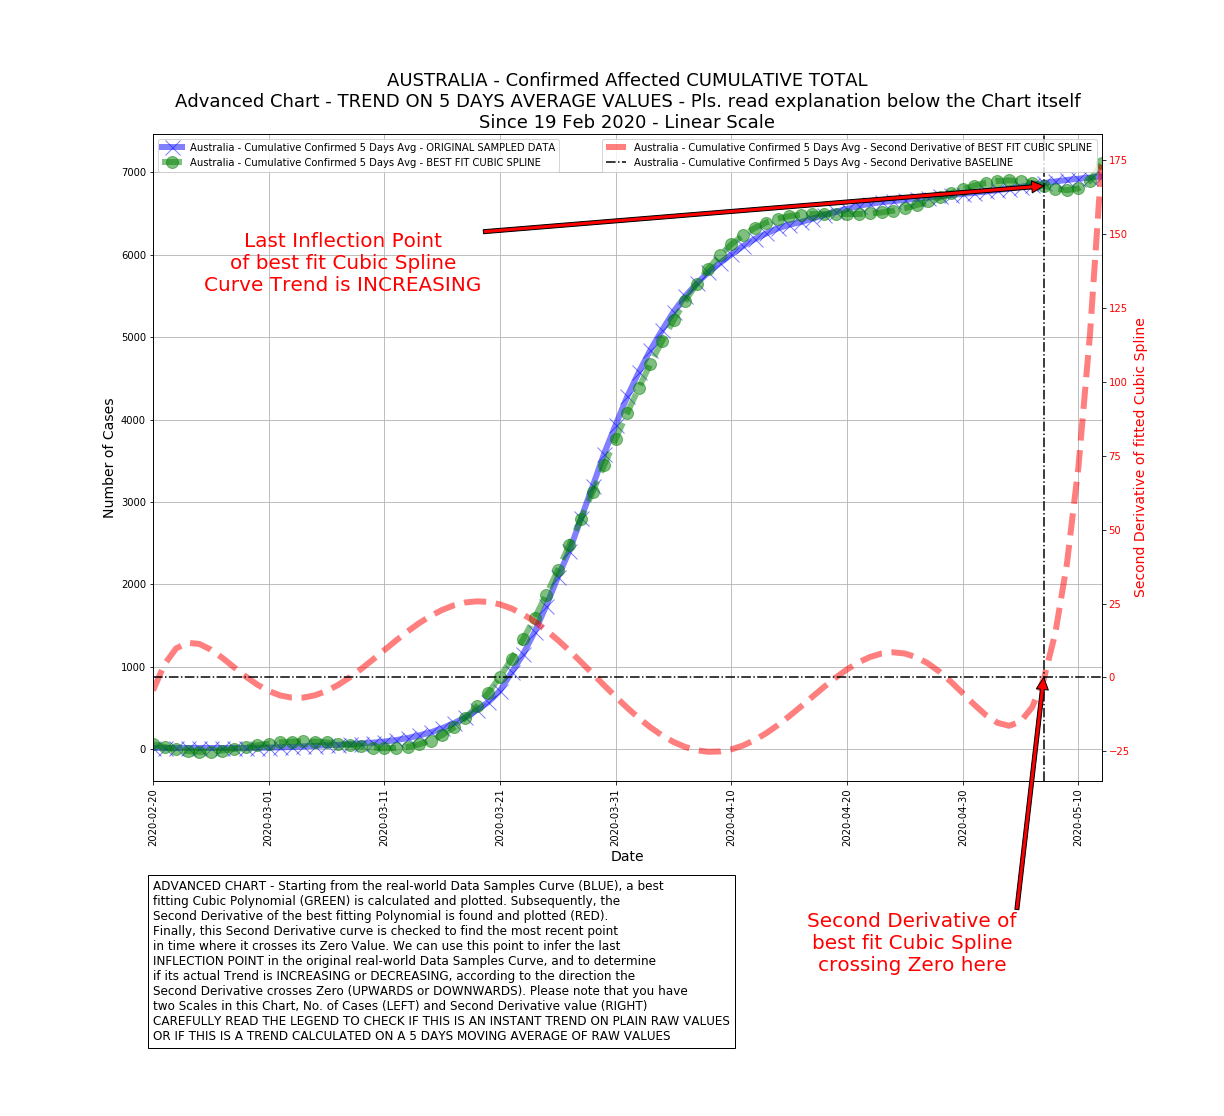 AUSTRALIA - Confirmed Affected CUMULATIVE TOTAL
Advanced Chart - TREND ON 5 DAYS AVERAGE VALUES - Pls. read explanation below the Chart itself
Since 19 Feb 2020 - Linear Scale
Australia - Cumulative Confirmed 5 Days Avg - ORIGINAL SAMPLED DATA
Australia - Cumulative Confirmed 5 Days Avg - BEST FIT CUBIC SPLINE
Australia - Cumulative Confirmed 5 Days Avg - Second Derivative of BEST FIT CUBIC SPLINE
Australia - Cumulative Confirmed 5 Days Avg - Second Derivative BASELINE
Last Inflection Point
of best fit Cubic Spline
Curve Trend is INCREASING
Number of Cases
7000
6000
5000
4000
3000
2000
1000
0
175
150
125
100
75
50
25
0
−25
Second Derivative of fitted Cubic Spline
2020-02-20
2020-03-01
2020-03-11
2020-03-21
2020-03-31
2020-04-10
2020-04-20
2020-04-30
2020-05-10
Date
ADVANCED CHART - Starting from the real-world Data Samples Curve (BLUE), a best
fitting Cubic Polynomial (GREEN) is calculated and plotted. Subsequently, the
Second Derivative of the best fitting Polynomial is found and plotted (RED).
Finally, this Second Derivative curve is checked to find the most recent point
in time where it crosses its Zero Value. We can use this point to infer the last
INFLECTION POINT in the original real-world Data Samples Curve, and to determine
if its actual Trend is INCREASING or DECREASING, according to the direction the
Second Derivative crosses Zero (UPWARDS or DOWNWARDS). Please note that you have
two Scales in this Chart, No. of Cases (LEFT) and Second Derivative value (RIGHT)
CAREFULLY READ THE LEGEND TO CHECK IF THIS IS AN INSTANT TREND ON PLAIN RAW VALUES
OR IF THIS IS A TREND CALCULATED ON A 5 DAYS MOVING AVERAGE OF RAW VALUES
Second Derivative of
best fit Cubic Spline
crossing Zero here